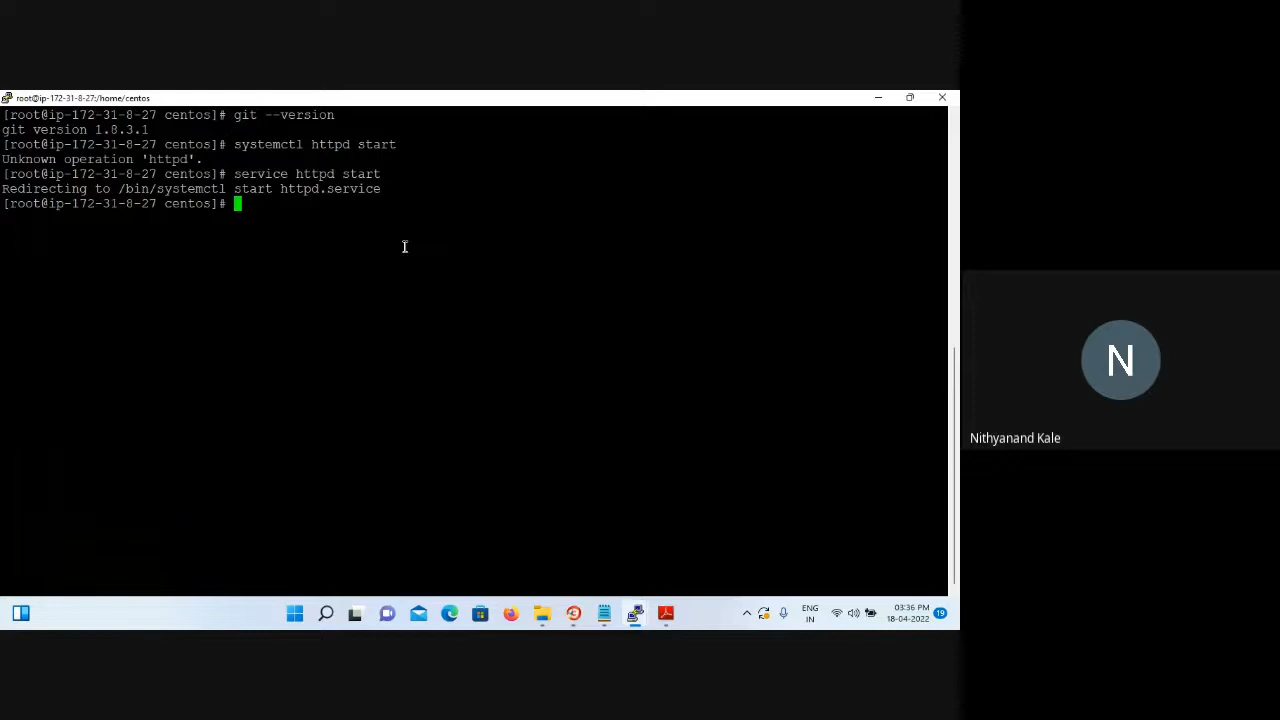 root@ip-172-31-8-27:/home/centos
[root@ip-172-31-8-27 centos]# git --version
git version 1.8.3.1
[root@ip-172-31-8-27 centos]# systemctl httpd start
Unknown operation 'httpd'.
[root@ip-172-31-8-27 centos]# service httpd start
Redirecting to /bin/systemctl start httpd.service
[root@ip-172-31-8-27 centos]#
N
Nithyanand Kale
ENG
IN
03:36 PM
18-04-2022
19